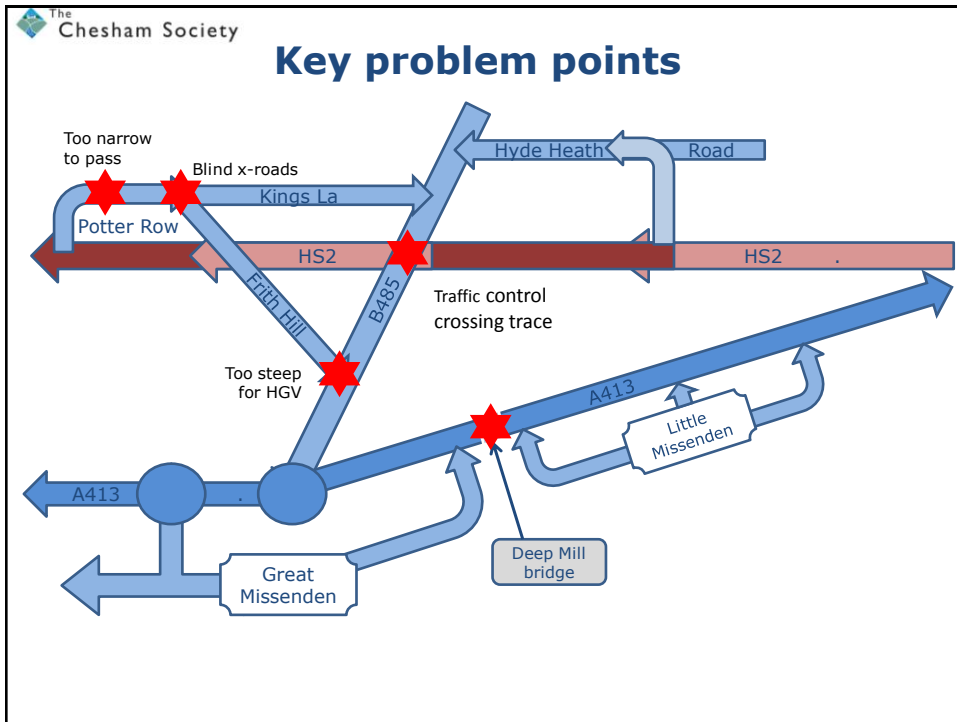 The
Chesham Society
Key problem points
Too narrow
to pass
Blind x-roads
Hyde Heath
Road
Kings La
Potter Row
HS2
HS2 .
Frith Hill
B485
Traffic control
crossing trace
Too steep
for HGV
A413
Little
Missenden
A413 .
Deep Mill
bridge
Great
Missenden